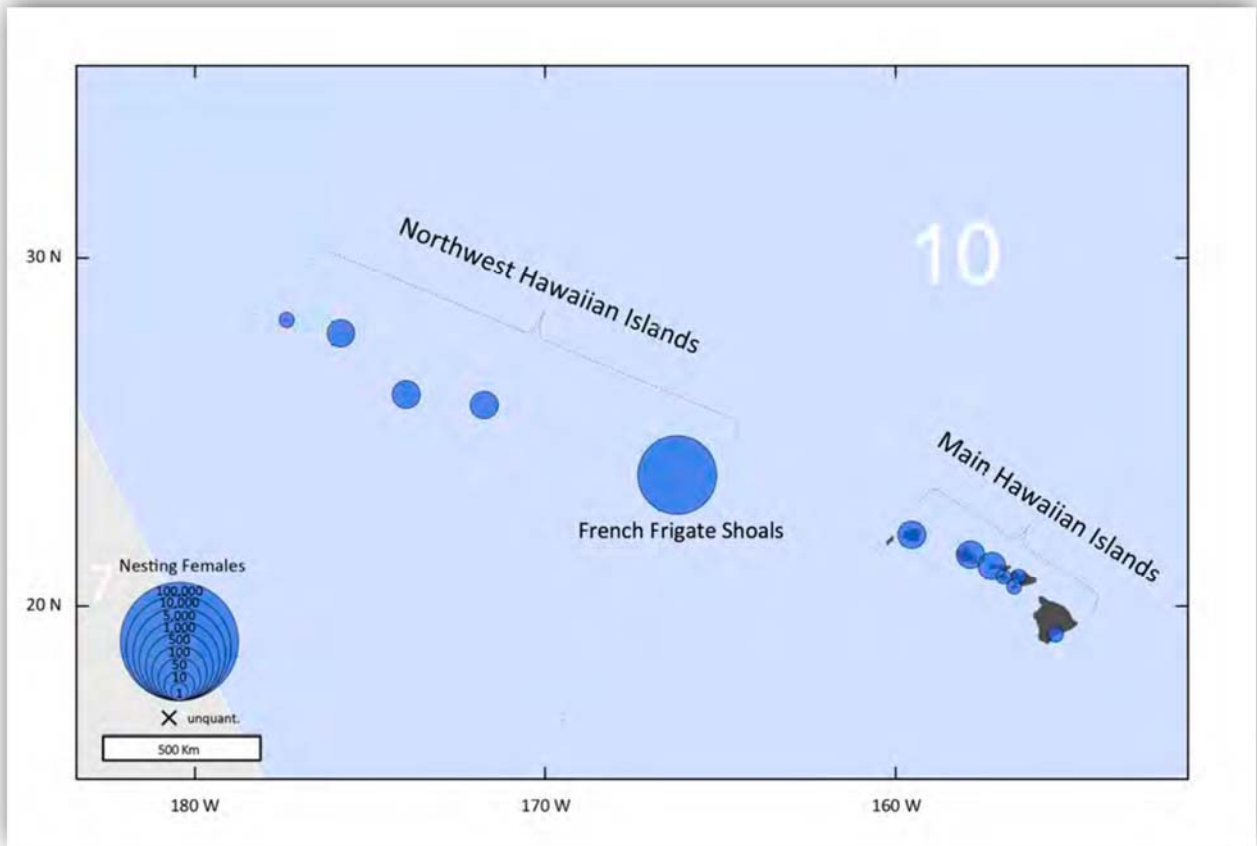 10
Northwest Hawaiian Islands
30 N
Main Hawaiian Islands
French Frigate Shoals
7
Nesting Females
100,000
10,000
5,000
1,000
500
100
50
10
1
20 N
unquant.
500 Km
180 W
170 W
160 W